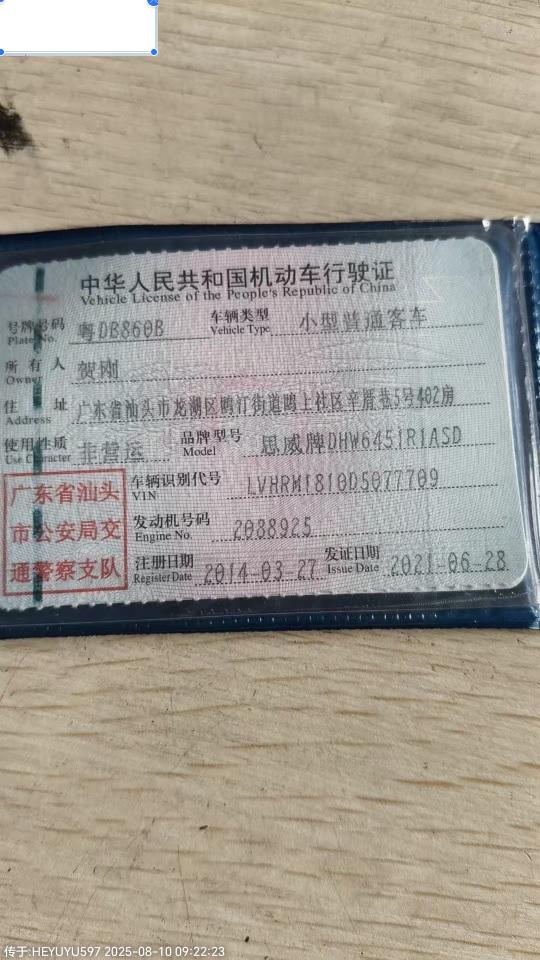 中华人民共和国机动车行驶证
Vehicle License of the People's Republic of China
号牌号码 粤DB860B 车辆类型 小型普通客车
Plate No. Vehicle Type
所有人 贺刚
Owner
住址 广东省汕头市龙湖区鸥汀街道鸥上社区辛厝巷5号402房
Address
使用性质 非营运 品牌型号 思威牌DHW6451R1ASD
Use Character Model
广东省汕头
市公安局交
通警察支队
车辆识别代号 LVHRM1810D5077709
VIN
发动机号码 2088925
Engine No.
注册日期 2014-03-27 发证日期 2021-06-28
Register Date Issue Date
传于:HEYUYU597 2025-08-10 09:22:23